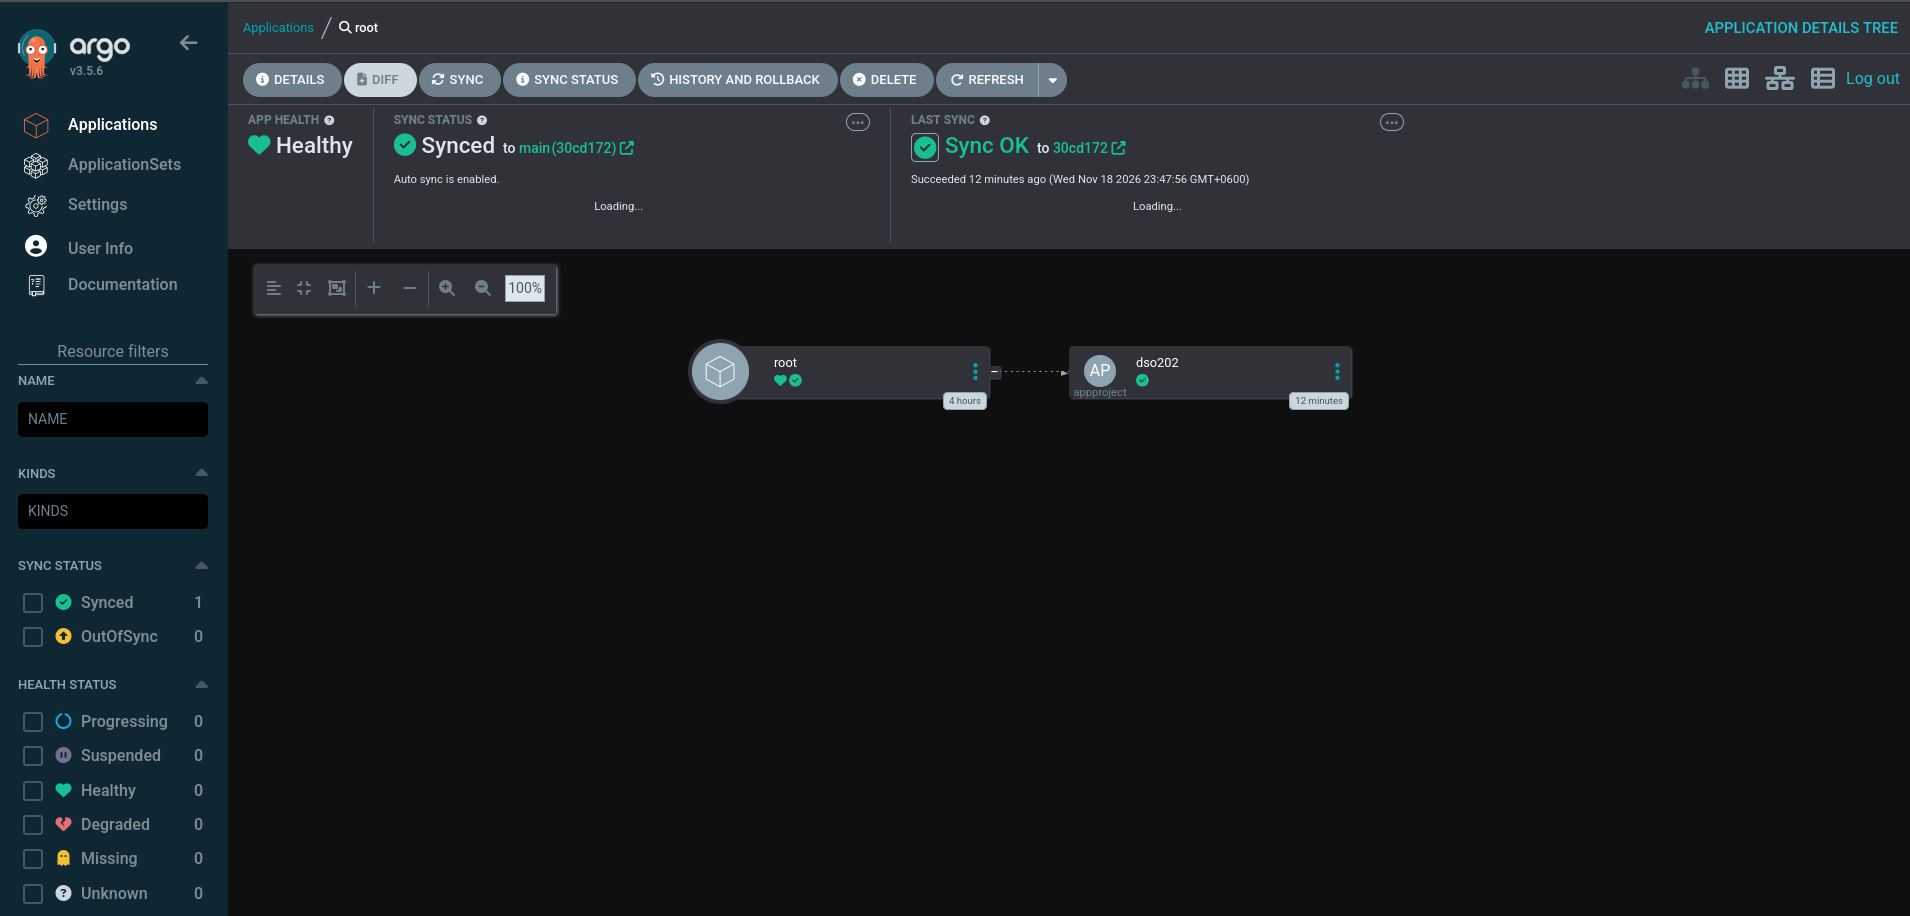 argo
v3.5.6
Applications
ApplicationSets
Settings
User Info
Documentation
Resource filters
NAME
NAME
KINDS
KINDS
SYNC STATUS
Synced 1
OutOfSync 0
HEALTH STATUS
Progressing 0
Suspended 0
Healthy 0
Degraded 0
Missing 0
Unknown 0
Applications / root
APPLICATION DETAILS TREE
DETAILS DIFF SYNC SYNC STATUS HISTORY AND ROLLBACK DELETE REFRESH Log out
APP HEALTH
Healthy
SYNC STATUS
Synced to main (30cd172)
Auto sync is enabled.
Loading...
LAST SYNC
Sync OK to 30cd172
Succeeded 12 minutes ago (Wed Nov 18 2026 23:47:56 GMT+0600)
Loading...
100%
root
4 hours
AP
appproject
dso202
12 minutes